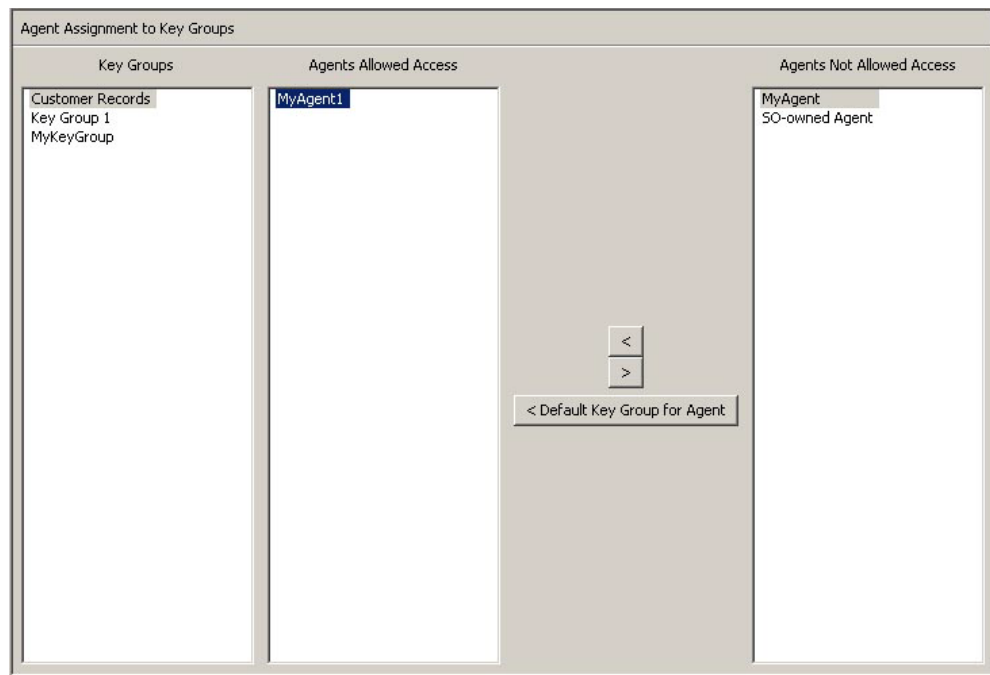 Agent Assignment to Key Groups
Key Groups
Agents Allowed Access
Agents Not Allowed Access
Customer Records
Key Group 1
MyKeyGroup
MyAgent1
MyAgent
SO-owned Agent
<
>
< Default Key Group for Agent